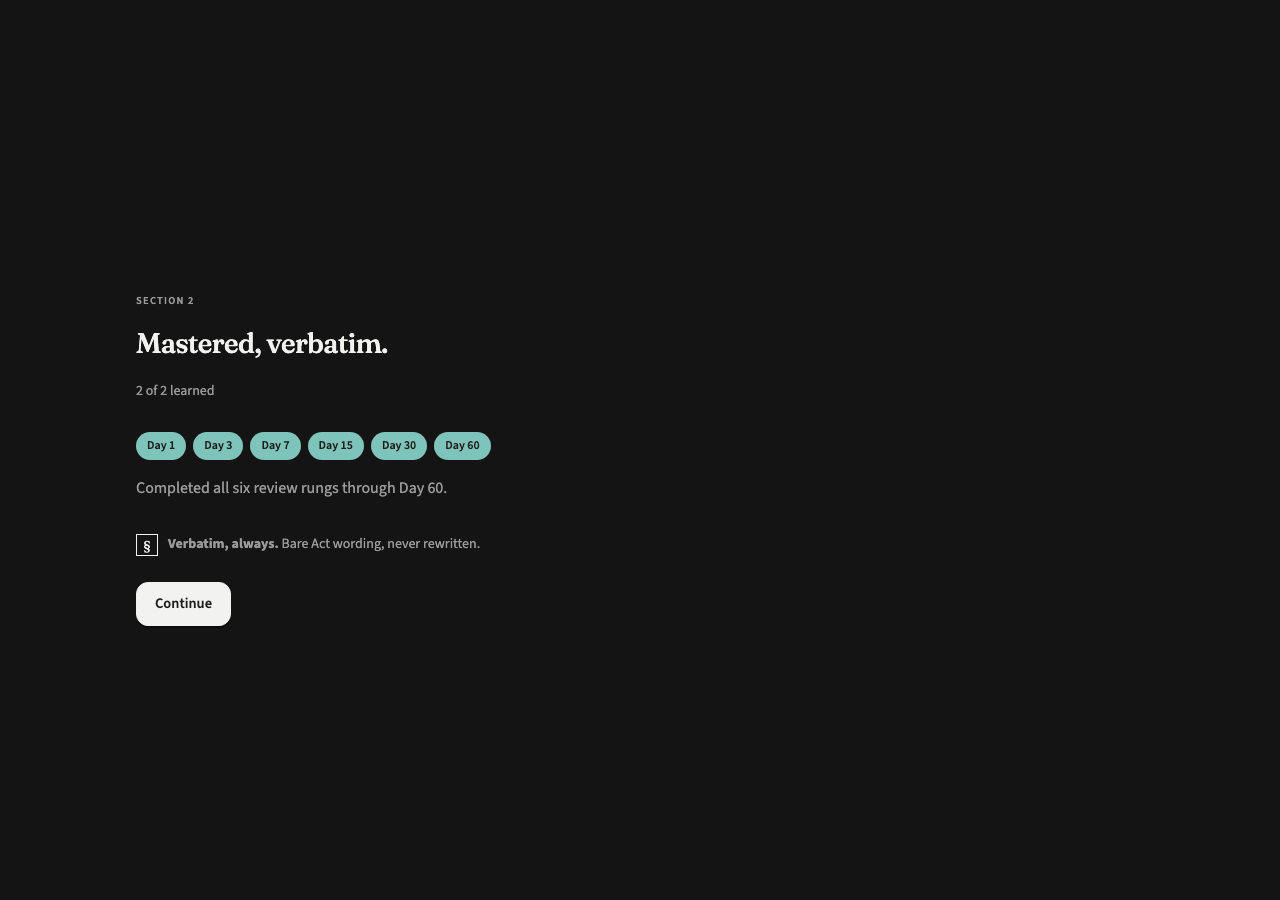 SECTION 2
Mastered, verbatim.
2 of 2 learned
Day 1 Day 3 Day 7 Day 15 Day 30 Day 60
Completed all six review rungs through Day 60.
§ Verbatim, always. Bare Act wording, never rewritten.
Continue